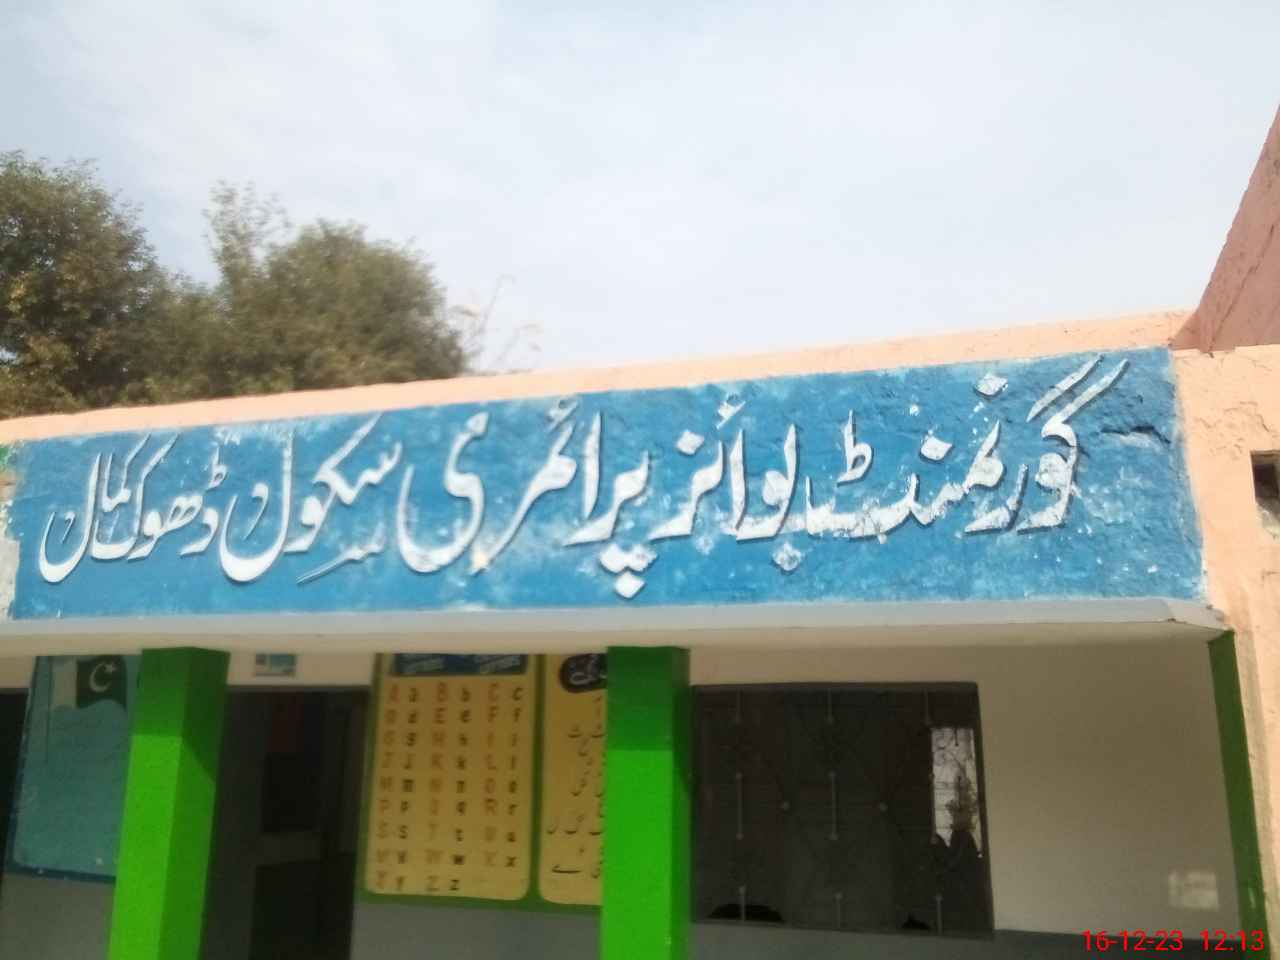 گورنمنٹ بوائز پرائمری سکول ڈھوک کمال
A a B b C c
D d E e F f
G g H h I i
J j K k L l
M m N n O o
P p Q q R r
S s T t U u
V v W w X x
Y y Z z
16-12-23 12:13